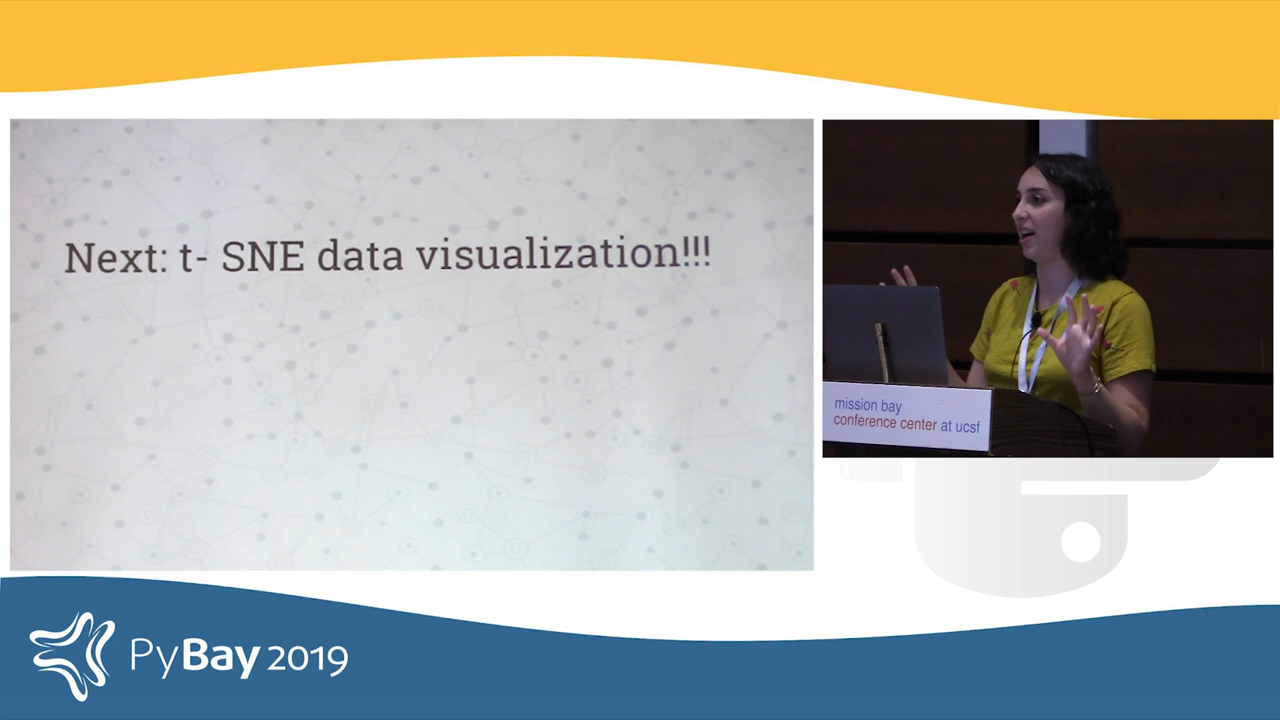 Next: t- SNE data visualization!!!
mission bay
conference center at ucsf
PyBay 2019